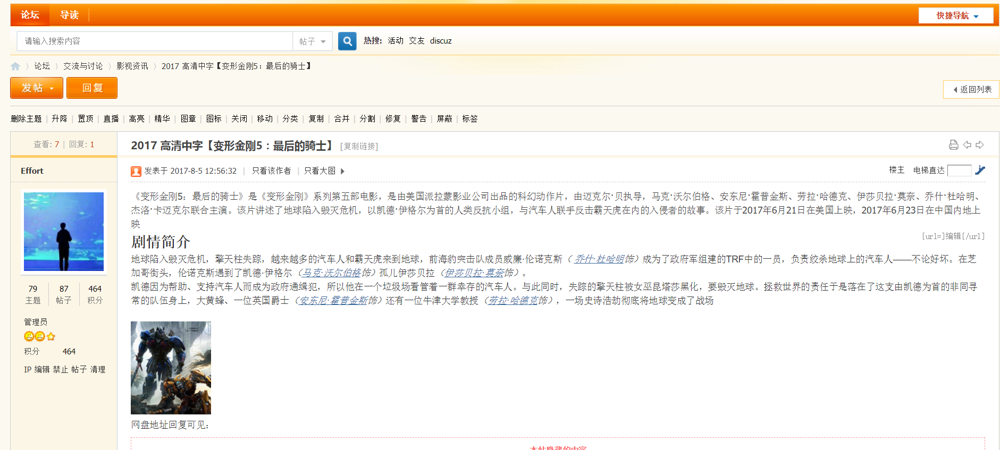 论坛 导读 快捷导航
请输入搜索内容 帖子 热搜: 活动 交友 discuz
论坛 交流与讨论 影视资讯 2017 高清中字【变形金刚5：最后的骑士】
发帖 回复 返回列表
删除主题 | 升降 | 置顶 | 直播 | 高亮 | 精华 | 图章 | 图标 | 关闭 | 移动 | 分类 | 复制 | 合并 | 分割 | 修复 | 警告 | 屏蔽 | 标签
查看: 7 | 回复: 1
2017 高清中字【变形金刚5：最后的骑士】 [复制链接]
Effort
发表于 2017-8-5 12:56:32 | 只看该作者 | 只看大图 楼主 电梯直达
《变形金刚5：最后的骑士》是《变形金刚》系列第五部电影，是由美国派拉蒙影业公司出品的科幻动作片，由迈克尔·贝执导，马克·沃尔伯格、安东尼·霍普金斯、劳拉·哈德克、伊莎贝拉·莫奈、乔什·杜哈明、
杰洛·卡迈克尔联合主演。该片讲述了地球陷入毁灭危机，以凯德·伊格尔为首的人类反抗小组，与汽车人联手反击霸天虎在内的入侵者的故事。该片于2017年6月21日在美国上映，2017年6月23日在中国内地上
映
[url=]编辑[/url]
剧情简介
地球陷入毁灭危机，擎天柱失踪，越来越多的汽车人和霸天虎来到地球，前海豹突击队成员威廉·伦诺克斯（ 乔什·杜哈明饰）成为了政府军组建的TRF中的一员，负责绞杀地球上的汽车人——不论好坏。在芝
加哥街头，伦诺克斯遇到了凯德·伊格尔（马克·沃尔伯格饰）孤儿伊莎贝拉（伊莎贝拉·莫奈饰）。
凯德因为帮助、支持汽车人而成为政府通缉犯，所以他在一个垃圾场看管着一群幸存的汽车人。与此同时，失踪的擎天柱被女巫昆塔莎黑化，要毁灭地球。拯救世界的责任于是落在了这支由凯德为首的非同寻
常的队伍身上，大黄蜂、一位英国爵士（安东尼·霍普金斯饰）还有一位牛津大学教授（劳拉·哈德克饰），一场史诗浩劫彻底将地球变成了战场
79 87 464
主题 帖子 积分
管理员
积分 464
IP 编辑 禁止 帖子 清理
网盘地址回复可见：
本帖隐藏的内容